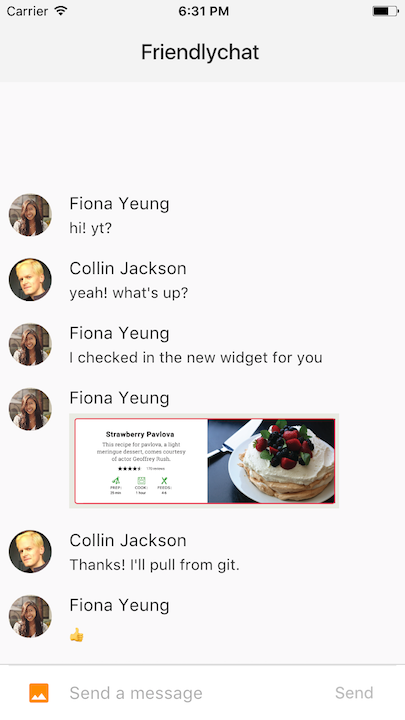 Carrier 6:31 PM
Friendlychat
Fiona Yeung
hi! yt?
Collin Jackson
yeah! what's up?
Fiona Yeung
I checked in the new widget for you
Fiona Yeung
Strawberry Pavlova
This recipe for pavlova, a light
meringue dessert, comes courtesy
of actor Geoffrey Rush.
170 reviews
PREP: COOK: FEEDS:
25 min 1 hour 4-6
Collin Jackson
Thanks! I'll pull from git.
Fiona Yeung
👍
Send a message Send